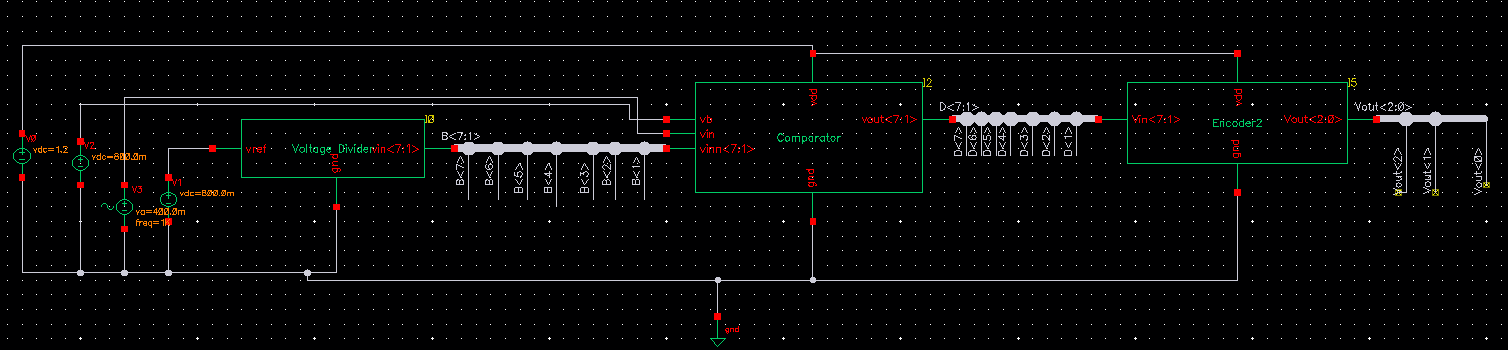 V0
vdc=1.2
V2
vdc=800.0m
V3
va=400.0m
V1
vdc=800.0m
I0
vref
Voltage Divider
vin<7:1>
gnd
B<7:1>
B<7>
B<6>
B<5>
B<4>
B<3>
B<2>
B<1>
I2
vdd
vb
vin
vinn<7:1>
Comparator
vout<7:1>
gnd
D<7:1>
D<7>
D<6>
D<5>
D<4>
D<3>
D<2>
D<1>
I5
vdd
Vin<7:1>
Encoder2
Vout<2:0>
gnd
Vout<2:0>
Vout<2>
Vout<1>
Vout<0>
gnd